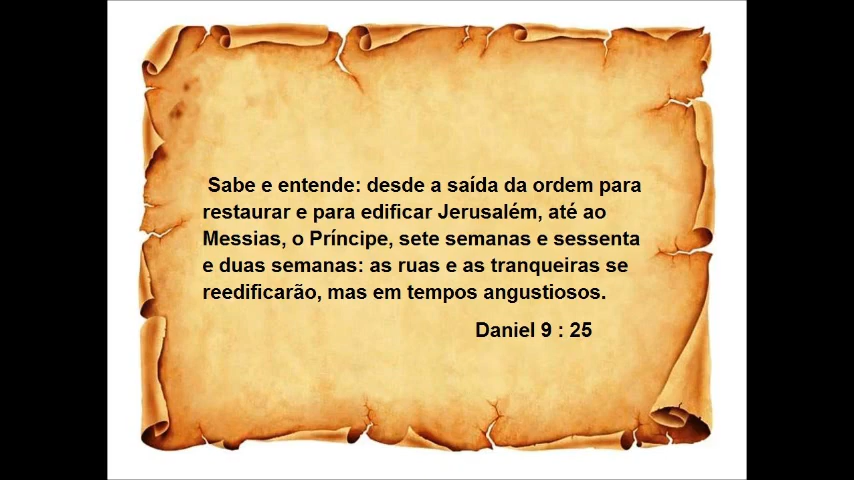 Sabe e entende: desde a saída da ordem para
restaurar e para edificar Jerusalém, até ao
Messias, o Príncipe, sete semanas e sessenta
e duas semanas: as ruas e as tranqueiras se
reedificarão, mas em tempos angustiosos.
Daniel 9 : 25